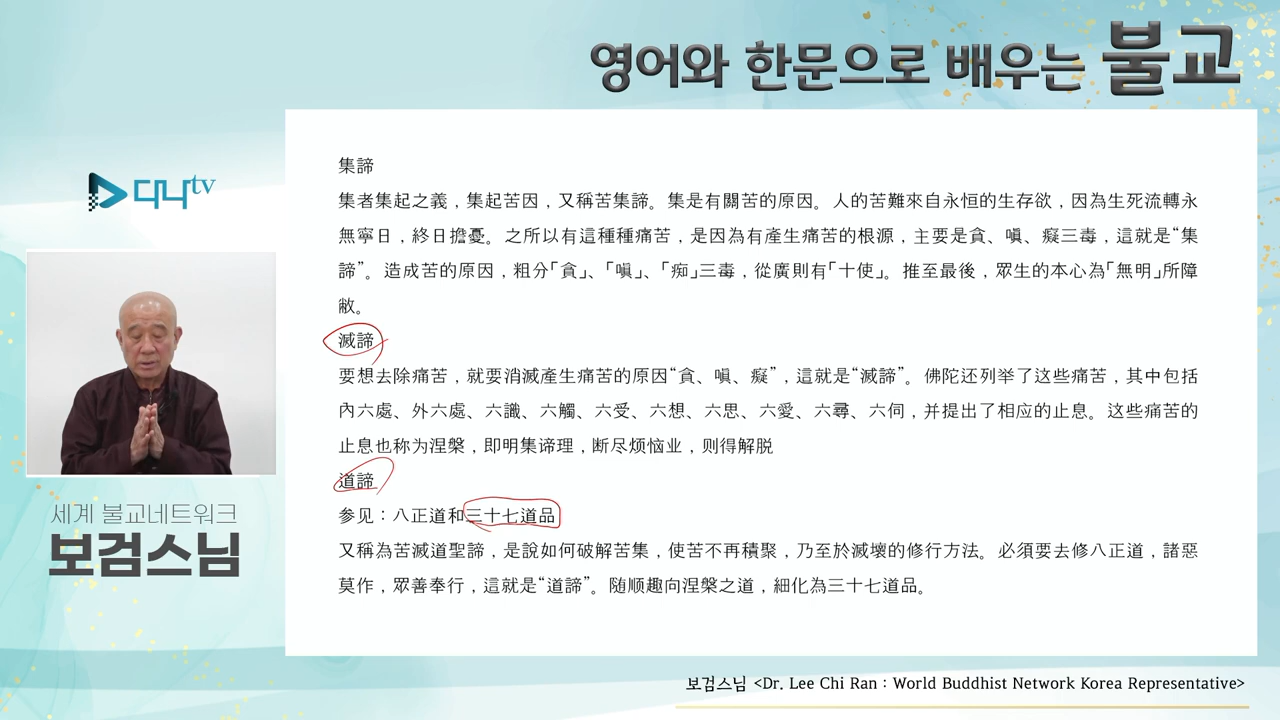 영어와 한문으로 배우는 불교
디나tv
集諦
集者集起之義，集起苦因，又稱苦集諦。集是有關苦的原因。人的苦難來自永恒的生存欲，因為生死流轉永
無寧日，終日擔憂。之所以有這種種痛苦，是因為有產生痛苦的根源，主要是貪、嗔、癡三毒，這就是“集
諦”。造成苦的原因，粗分「貪」、「嗔」、「痴」三毒，從廣則有「十使」。推至最後，眾生的本心為「無明」所障
敝。
滅諦
要想去除痛苦，就要消滅產生痛苦的原因“貪、嗔、癡”，這就是“滅諦”。佛陀还列举了这些痛苦，其中包括
內六處、外六處、六識、六觸、六受、六想、六思、六愛、六尋、六伺，并提出了相应的止息。这些痛苦的
止息也称为涅槃，即明集谛理，断尽烦恼业，则得解脱
道諦
参见：八正道和三十七道品
又稱為苦滅道聖諦，是說如何破解苦集，使苦不再積聚，乃至於滅壞的修行方法。必須要去修八正道，諸惡
莫作，眾善奉行，這就是“道諦”。随顺趣向涅槃之道，細化為三十七道品。
세계 불교네트워크
보검스님
보검스님 <Dr. Lee Chi Ran : World Buddhist Network Korea Representative>